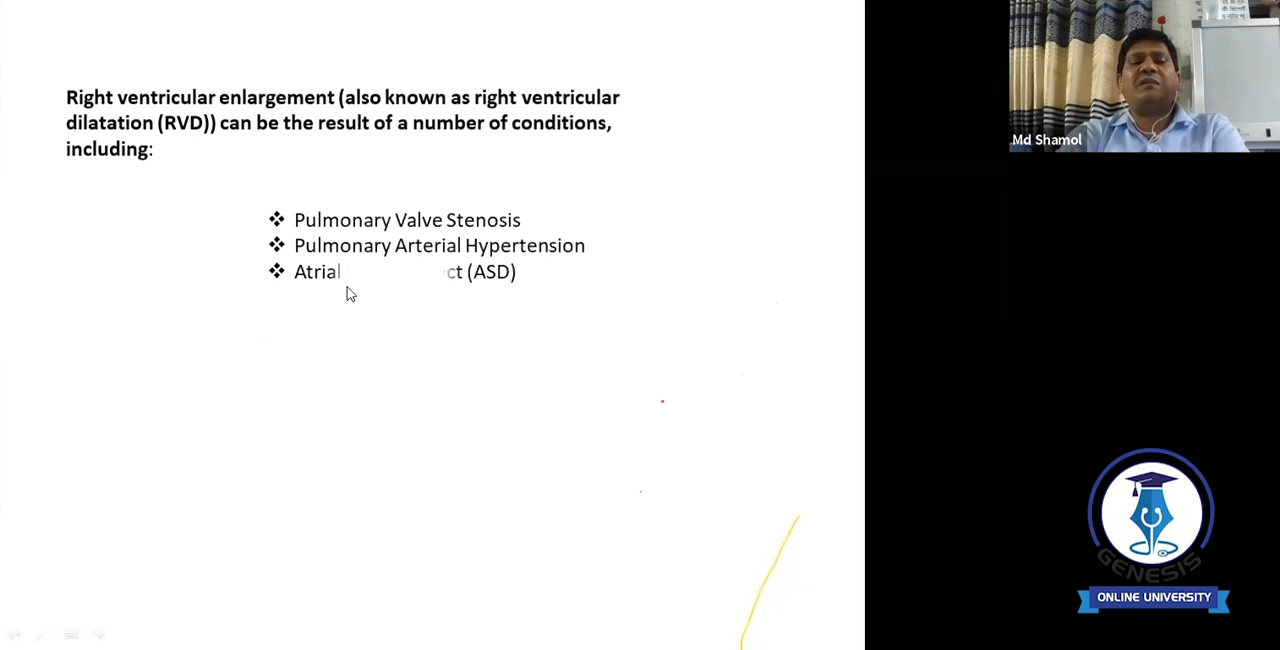 Right ventricular enlargement (also known as right ventricular
dilatation (RVD)) can be the result of a number of conditions,
including:
❖ Pulmonary Valve Stenosis
❖ Pulmonary Arterial Hypertension
❖ Atrial ct (ASD)
Md Shamol
GENESIS
ONLINE UNIVERSITY